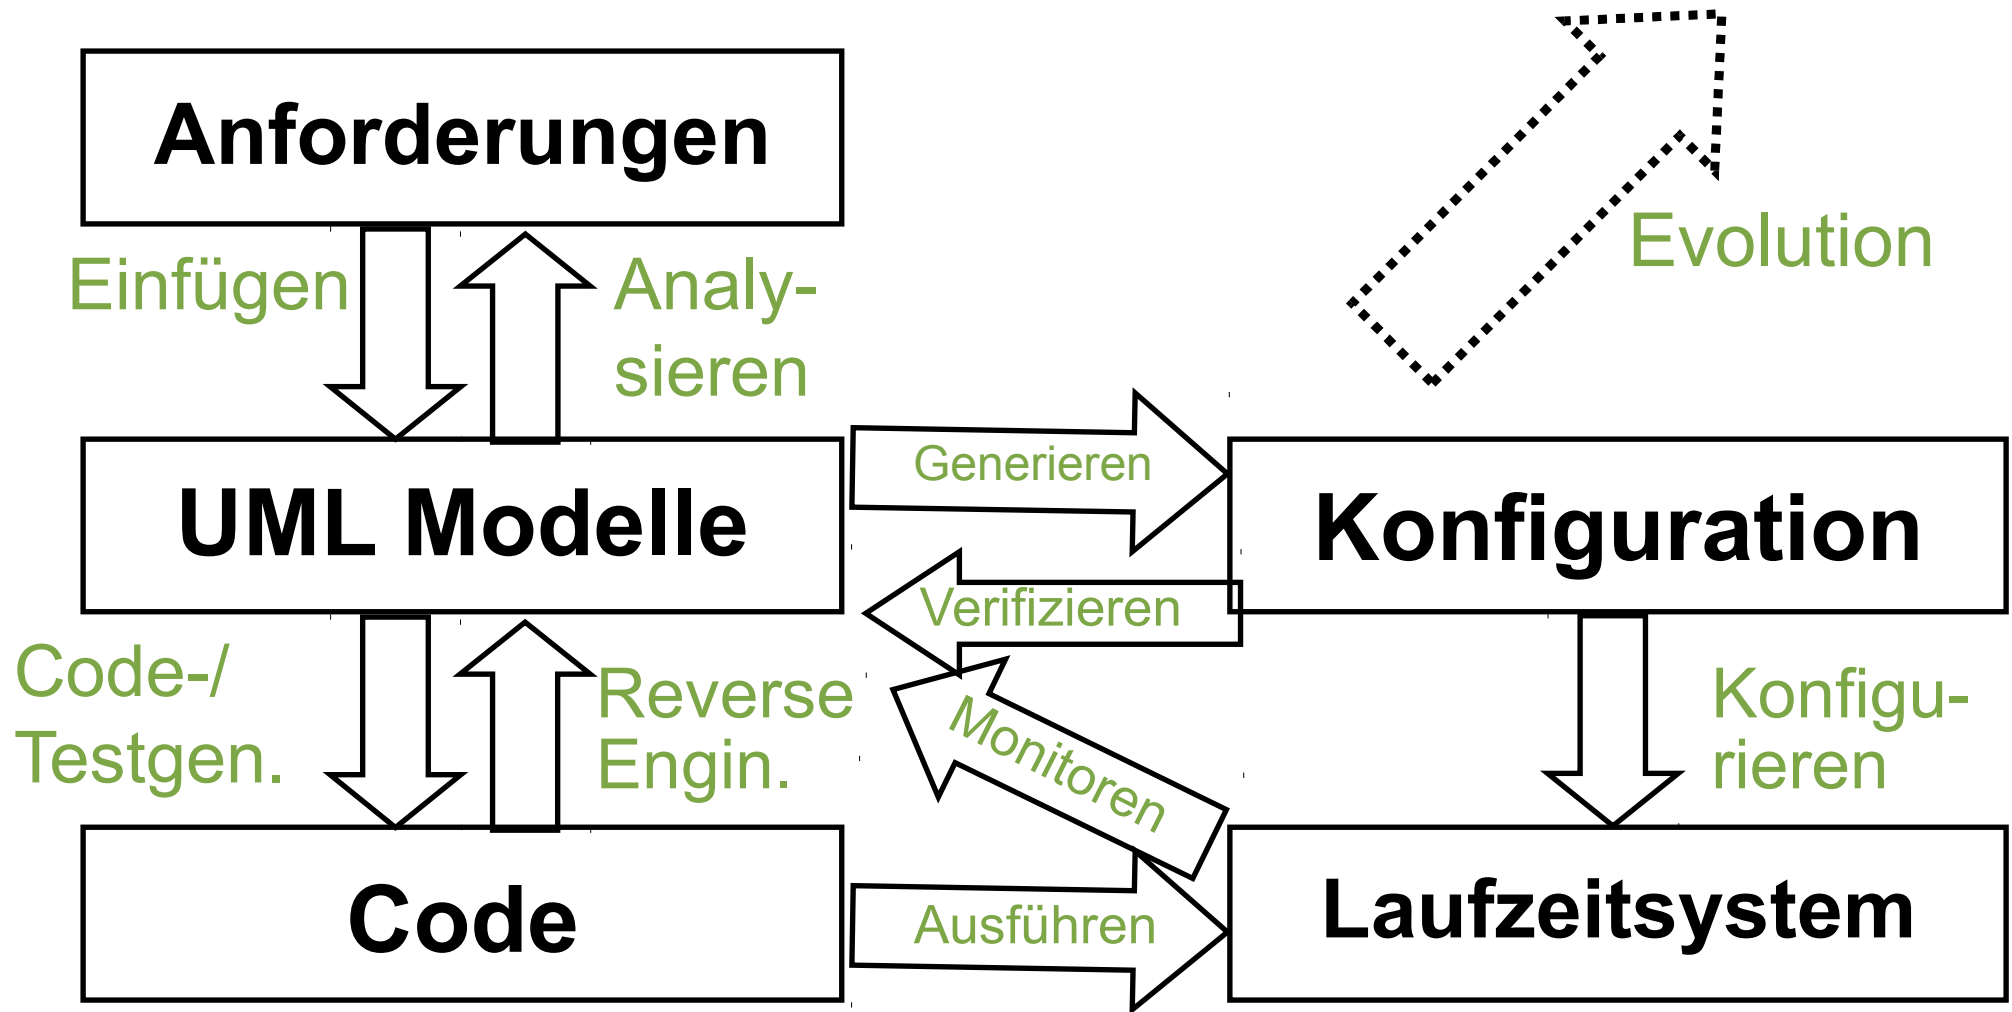 Anforderungen
Evolution
Einfügen
Analy-
sieren
Generieren
UML Modelle
Konfiguration
Verifizieren
Code-/
Testgen.
Reverse
Engin.
Monitoren
Konfigu-
rieren
Code
Ausführen
Laufzeitsystem